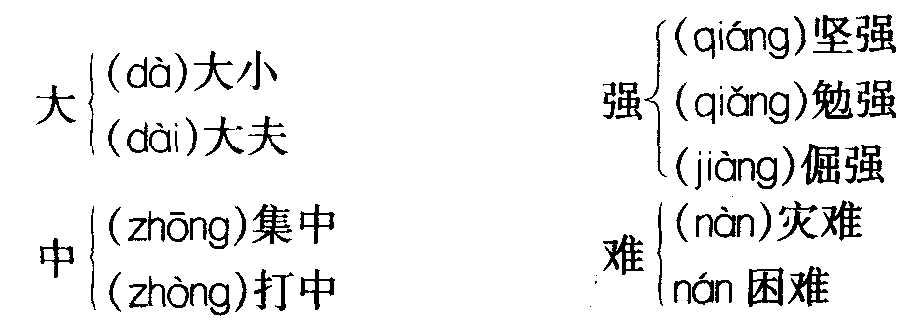 大
(dà)大小
(dài)大夫
强
(qiáng)坚强
(qiǎng)勉强
(jiàng)倔强
中
(zhōng)集中
(zhòng)打中
难
(nàn)灾难
nán 困难